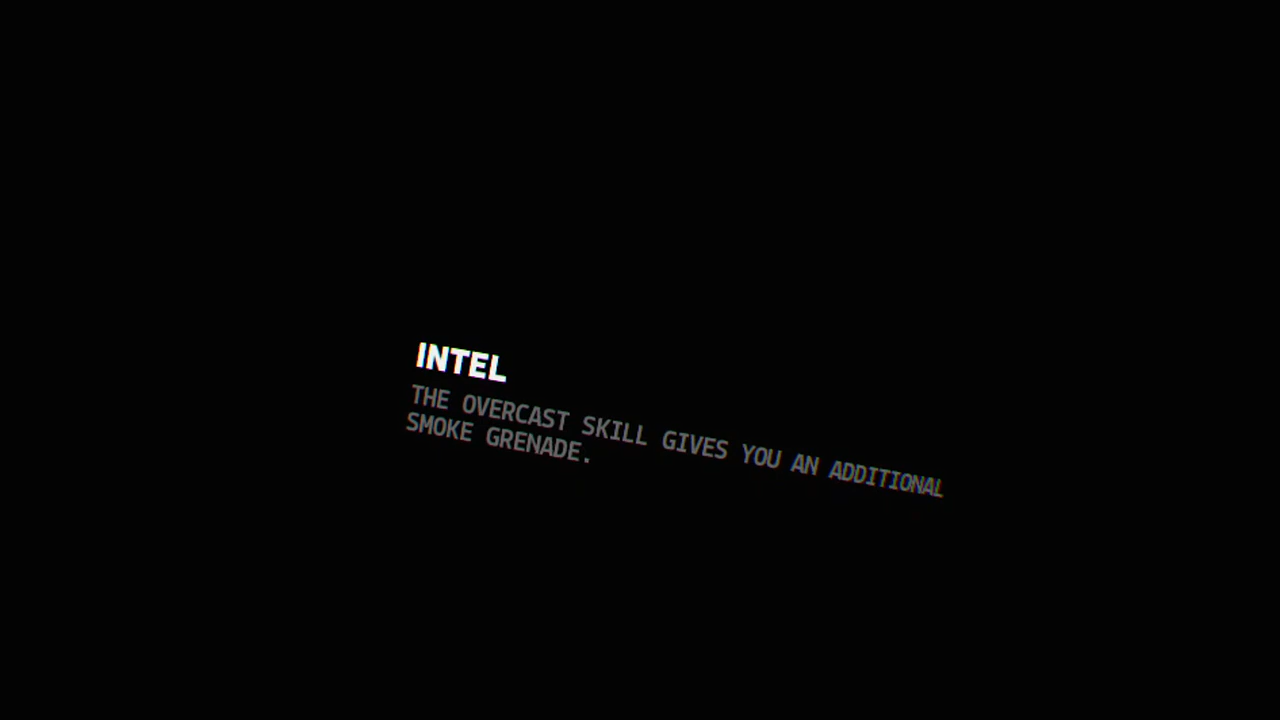 INTEL
THE OVERCAST SKILL GIVES YOU AN ADDITIONAL
SMOKE GRENADE.